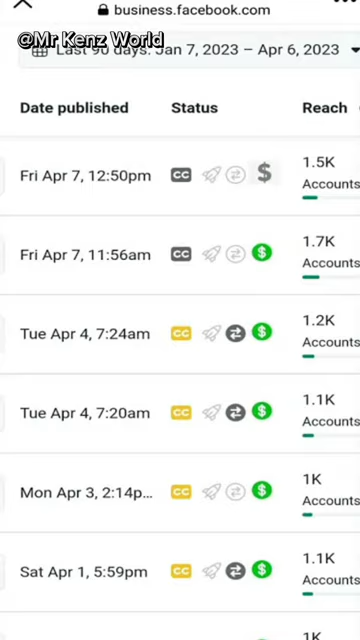 business.facebook.com
@Mr Kenz World
Last 90 days: Jan 7, 2023 – Apr 6, 2023
Date published Status Reach
Fri Apr 7, 12:50pm CC $ 1.5K
Accounts
Fri Apr 7, 11:56am CC $ 1.7K
Accounts
Tue Apr 4, 7:24am CC $ 1.2K
Accounts
Tue Apr 4, 7:20am CC $ 1.1K
Accounts
Mon Apr 3, 2:14p... CC $ 1K
Accounts
Sat Apr 1, 5:59pm CC $ 1.1K
Accounts
1K